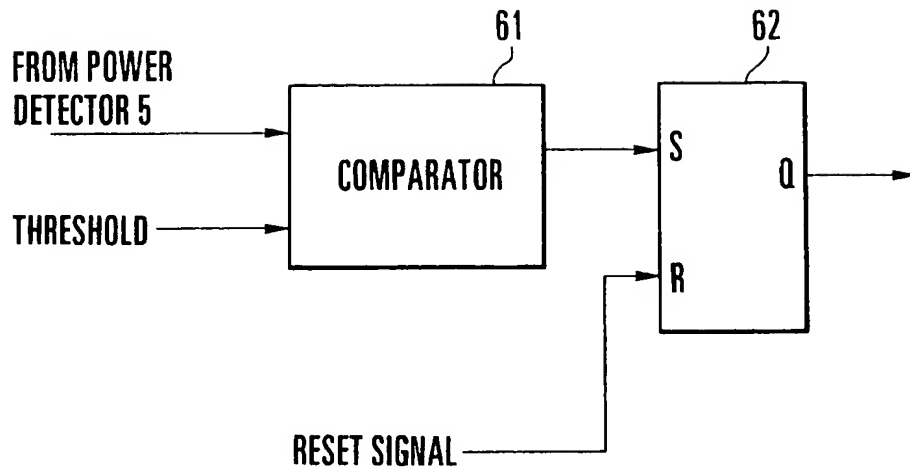 61
62
FROM POWER
DETECTOR 5
COMPARATOR
S
Q
THRESHOLD
R
RESET SIGNAL